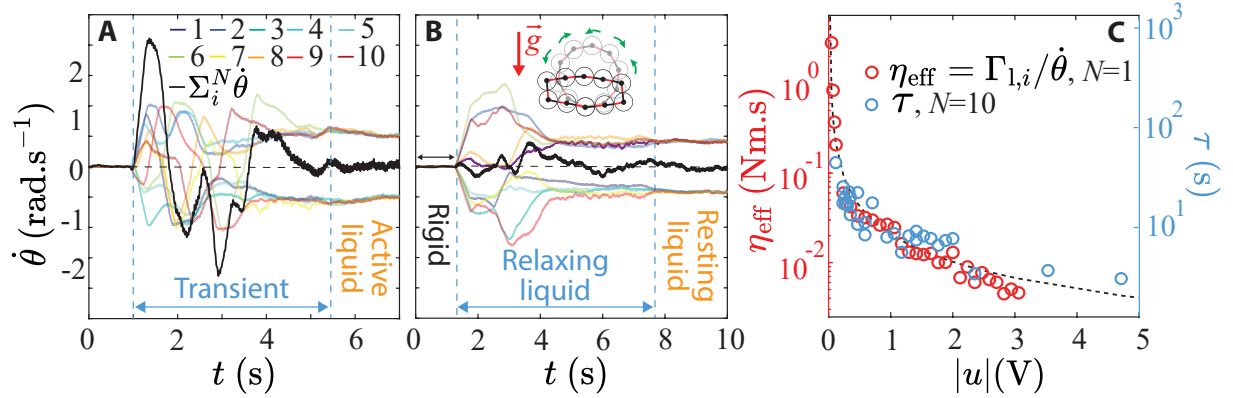 A
1 2 3 4 5
6 7 8 9 10
−Σ_i^N θ̇
θ̇ (rad.s⁻¹)
2
1
0
-1
-2
Transient
Active liquid
0 2 4 6
t (s)
B
g⃗
Rigid
Relaxing liquid
Resting liquid
0 2 4 6 8 10
t (s)
C
η_eff = Γ_{l,i}/θ̇, N=1
τ, N=10
η_eff (Nm.s)
10⁰
10⁻¹
10⁻²
10³
10²
10¹
τ (s)
0 1 2 3 4 5
|u|(V)